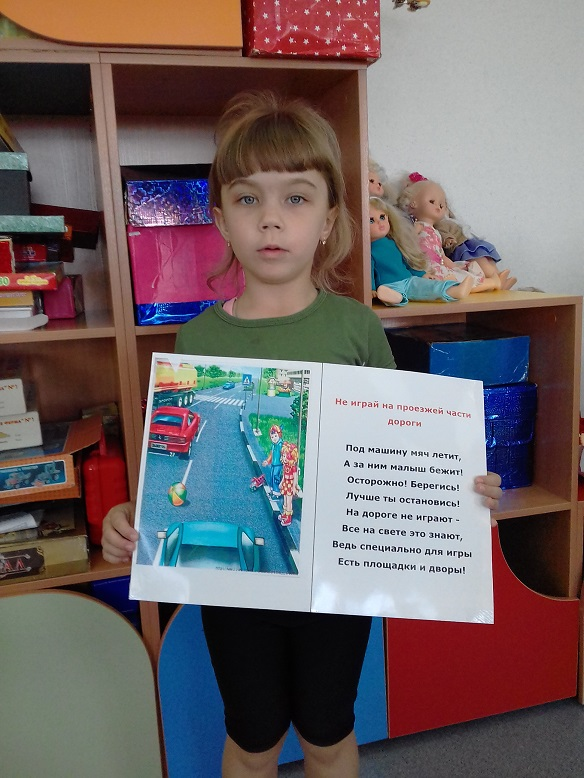 Не играй на проезжей части
дороги
Под машину мяч летит,
А за ним малыш бежит!
Осторожно! Берегись!
Лучше ты остановись!
На дороге не играют -
Все на свете это знают,
Ведь специально для игры
Есть площадки и дворы!